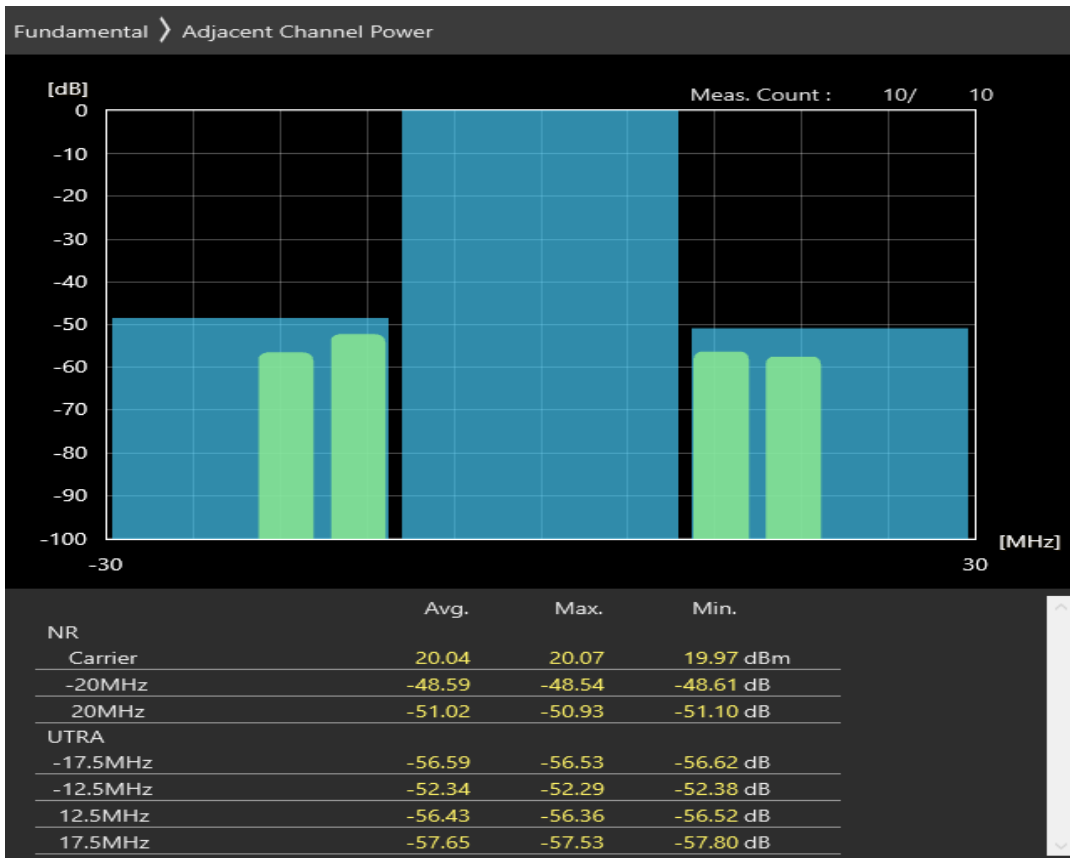 Fundamental 〉 Adjacent Channel Power
[dB]
Meas. Count : 10/ 10
0
-10
-20
-30
-40
-50
-60
-70
-80
-90
-100
[MHz]
-30 30
Avg. Max. Min.
NR
Carrier 20.04 20.07 19.97 dBm
-20MHz -48.59 -48.54 -48.61 dB
20MHz -51.02 -50.93 -51.10 dB
UTRA
-17.5MHz -56.59 -56.53 -56.62 dB
-12.5MHz -52.34 -52.29 -52.38 dB
12.5MHz -56.43 -56.36 -56.52 dB
17.5MHz -57.65 -57.53 -57.80 dB